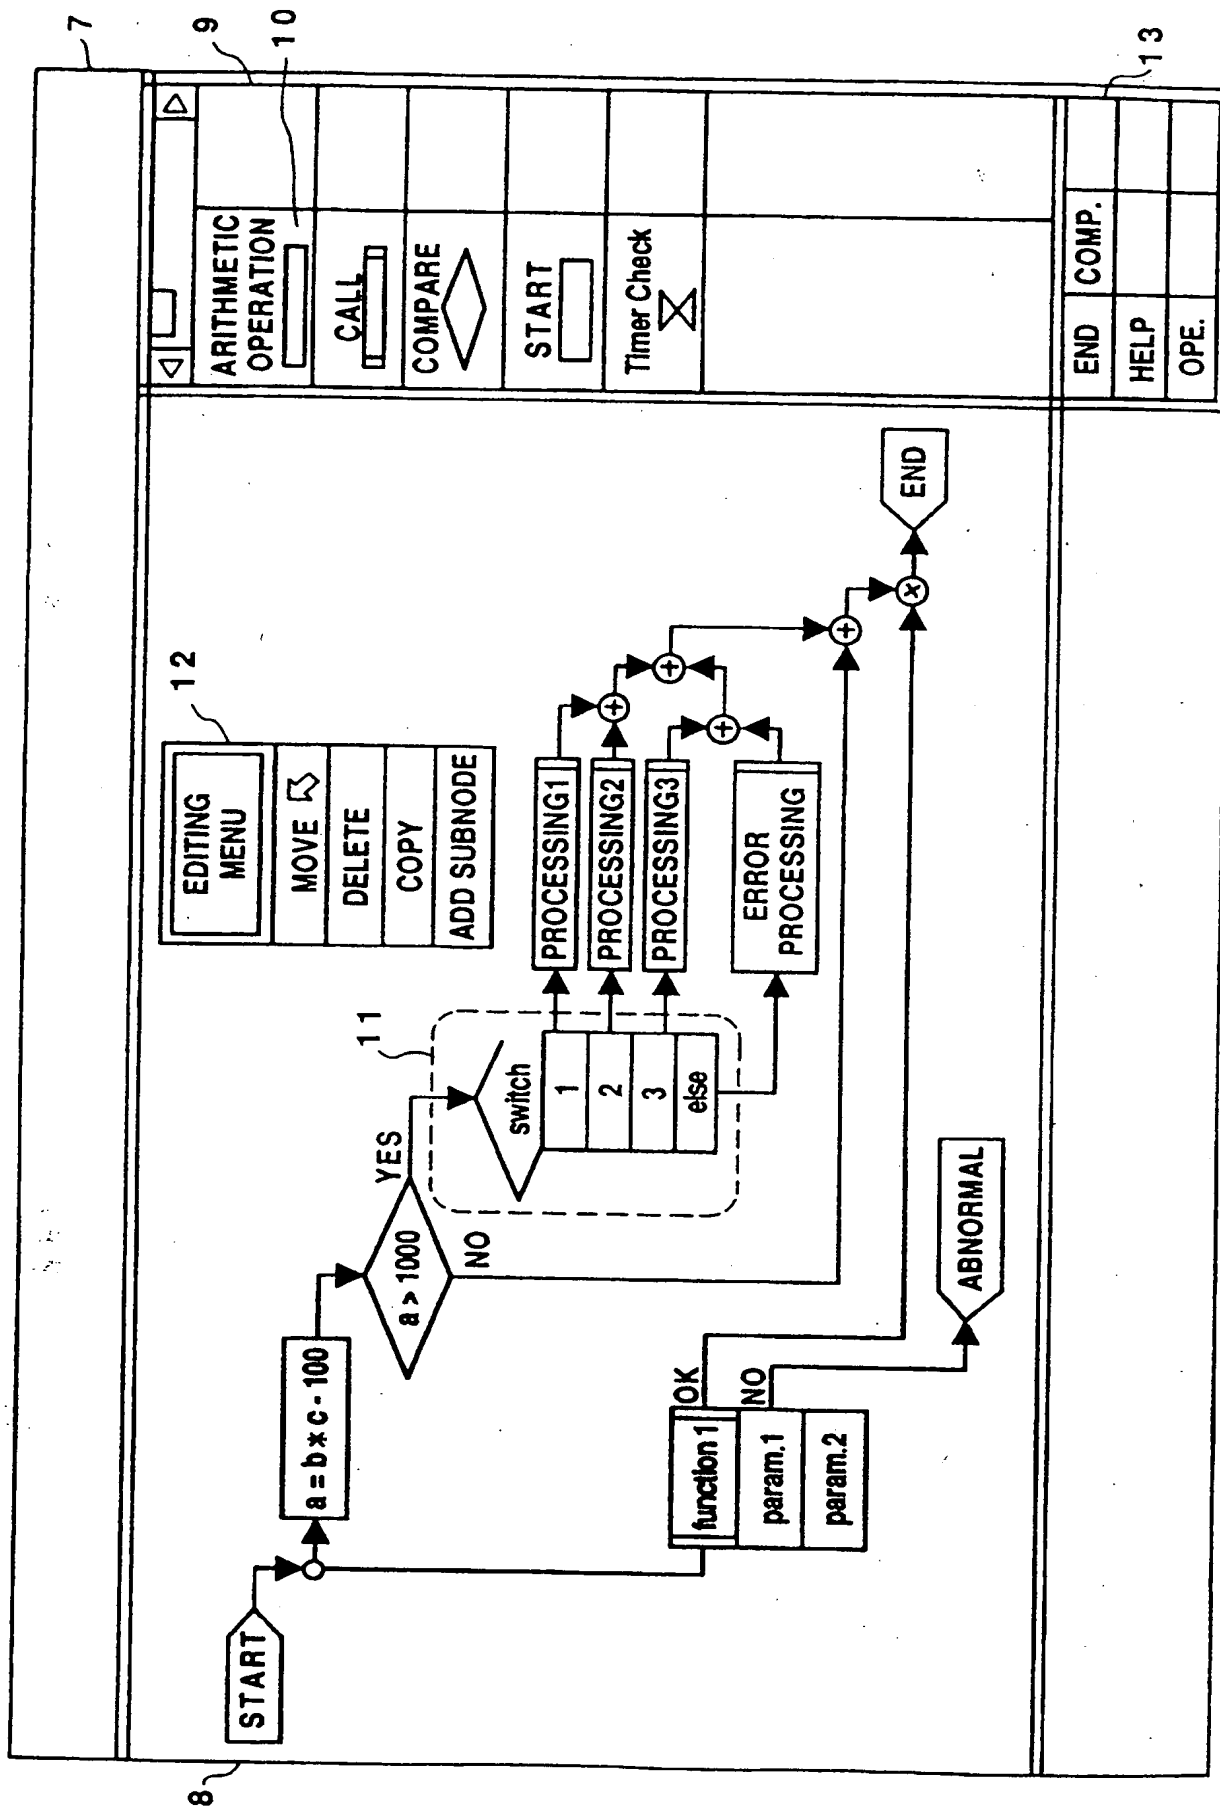 7
8
9
10
ARITHMETIC
OPERATION
CALL
COMPARE
START
Timer Check
12
EDITING
MENU
MOVE
DELETE
COPY
ADD SUBNODE
START
a = b * c - 100
a > 1000
YES
NO
11
switch
1
2
3
else
PROCESSING1
PROCESSING2
PROCESSING3
ERROR
PROCESSING
+
+
+
+
×
END
function1
OK
param.1
NO
param.2
ABNORMAL
13
END
COMP.
HELP
OPE.